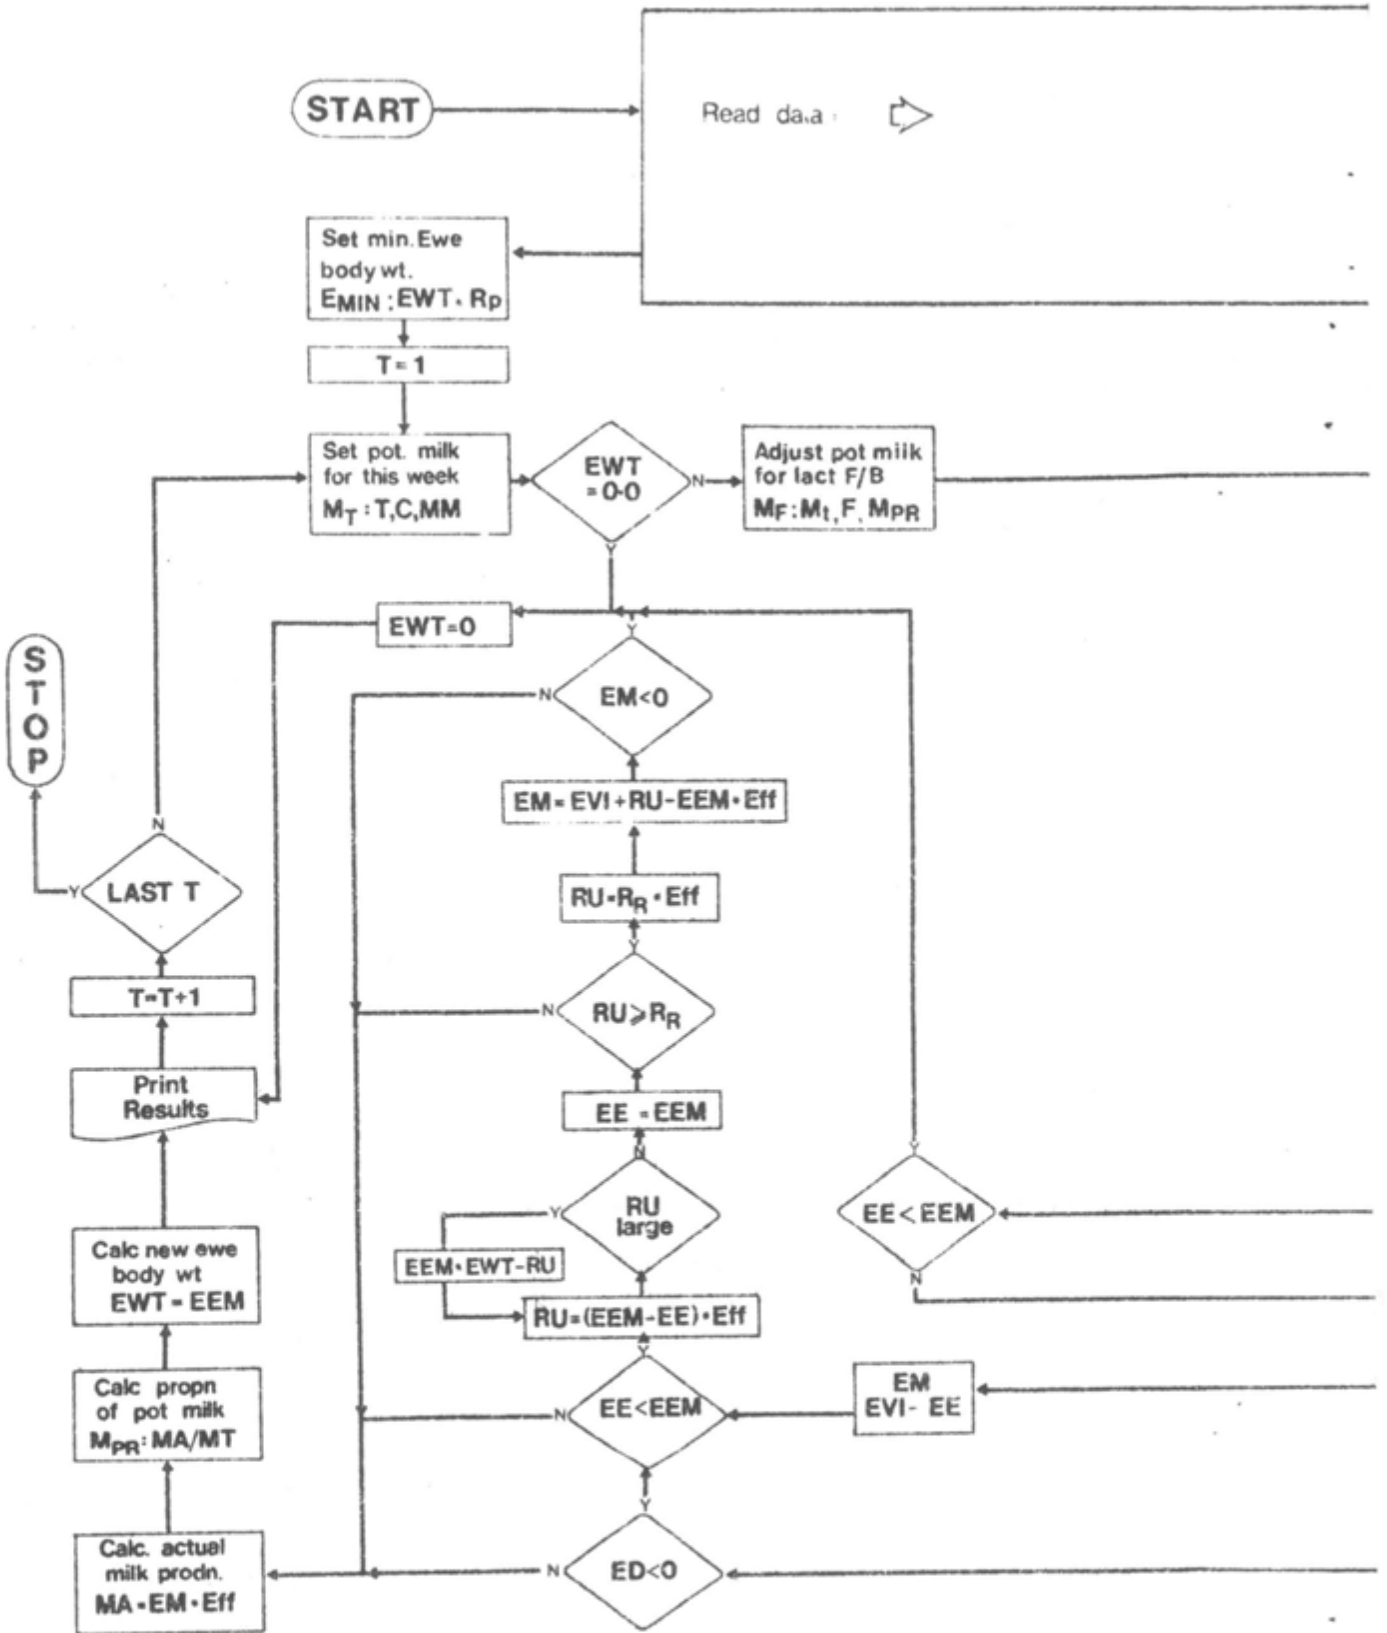 START
Read data :
Set min. Ewe
body wt.
EMIN : EWT . Rp
T = 1
Set pot. milk
for this week
MT : T,C,MM
EWT
= 0-0
N
Adjust pot milk
for lact F/B
MF : Mt, F, MPR
Y
EWT=0
Y
N
EM<0
S
T
O
P
EM = EVI + RU - EEM • Eff
N
Y
LAST T
RU = RR • Eff
Y
T=T+1
N
RU ⩾ RR
Print
Results
EE = EEM
N
Y
RU
large
Y
EE < EEM
N
Calc new ewe
body wt
EWT = EEM
EEM • EWT-RU
RU=(EEM-EE)•Eff
Y
Calc propn
of pot milk
MPR : MA/MT
N
EE<EEM
EM
EVI - EE
Y
Calc. actual
milk prodn.
MA • EM • Eff
N
ED<0